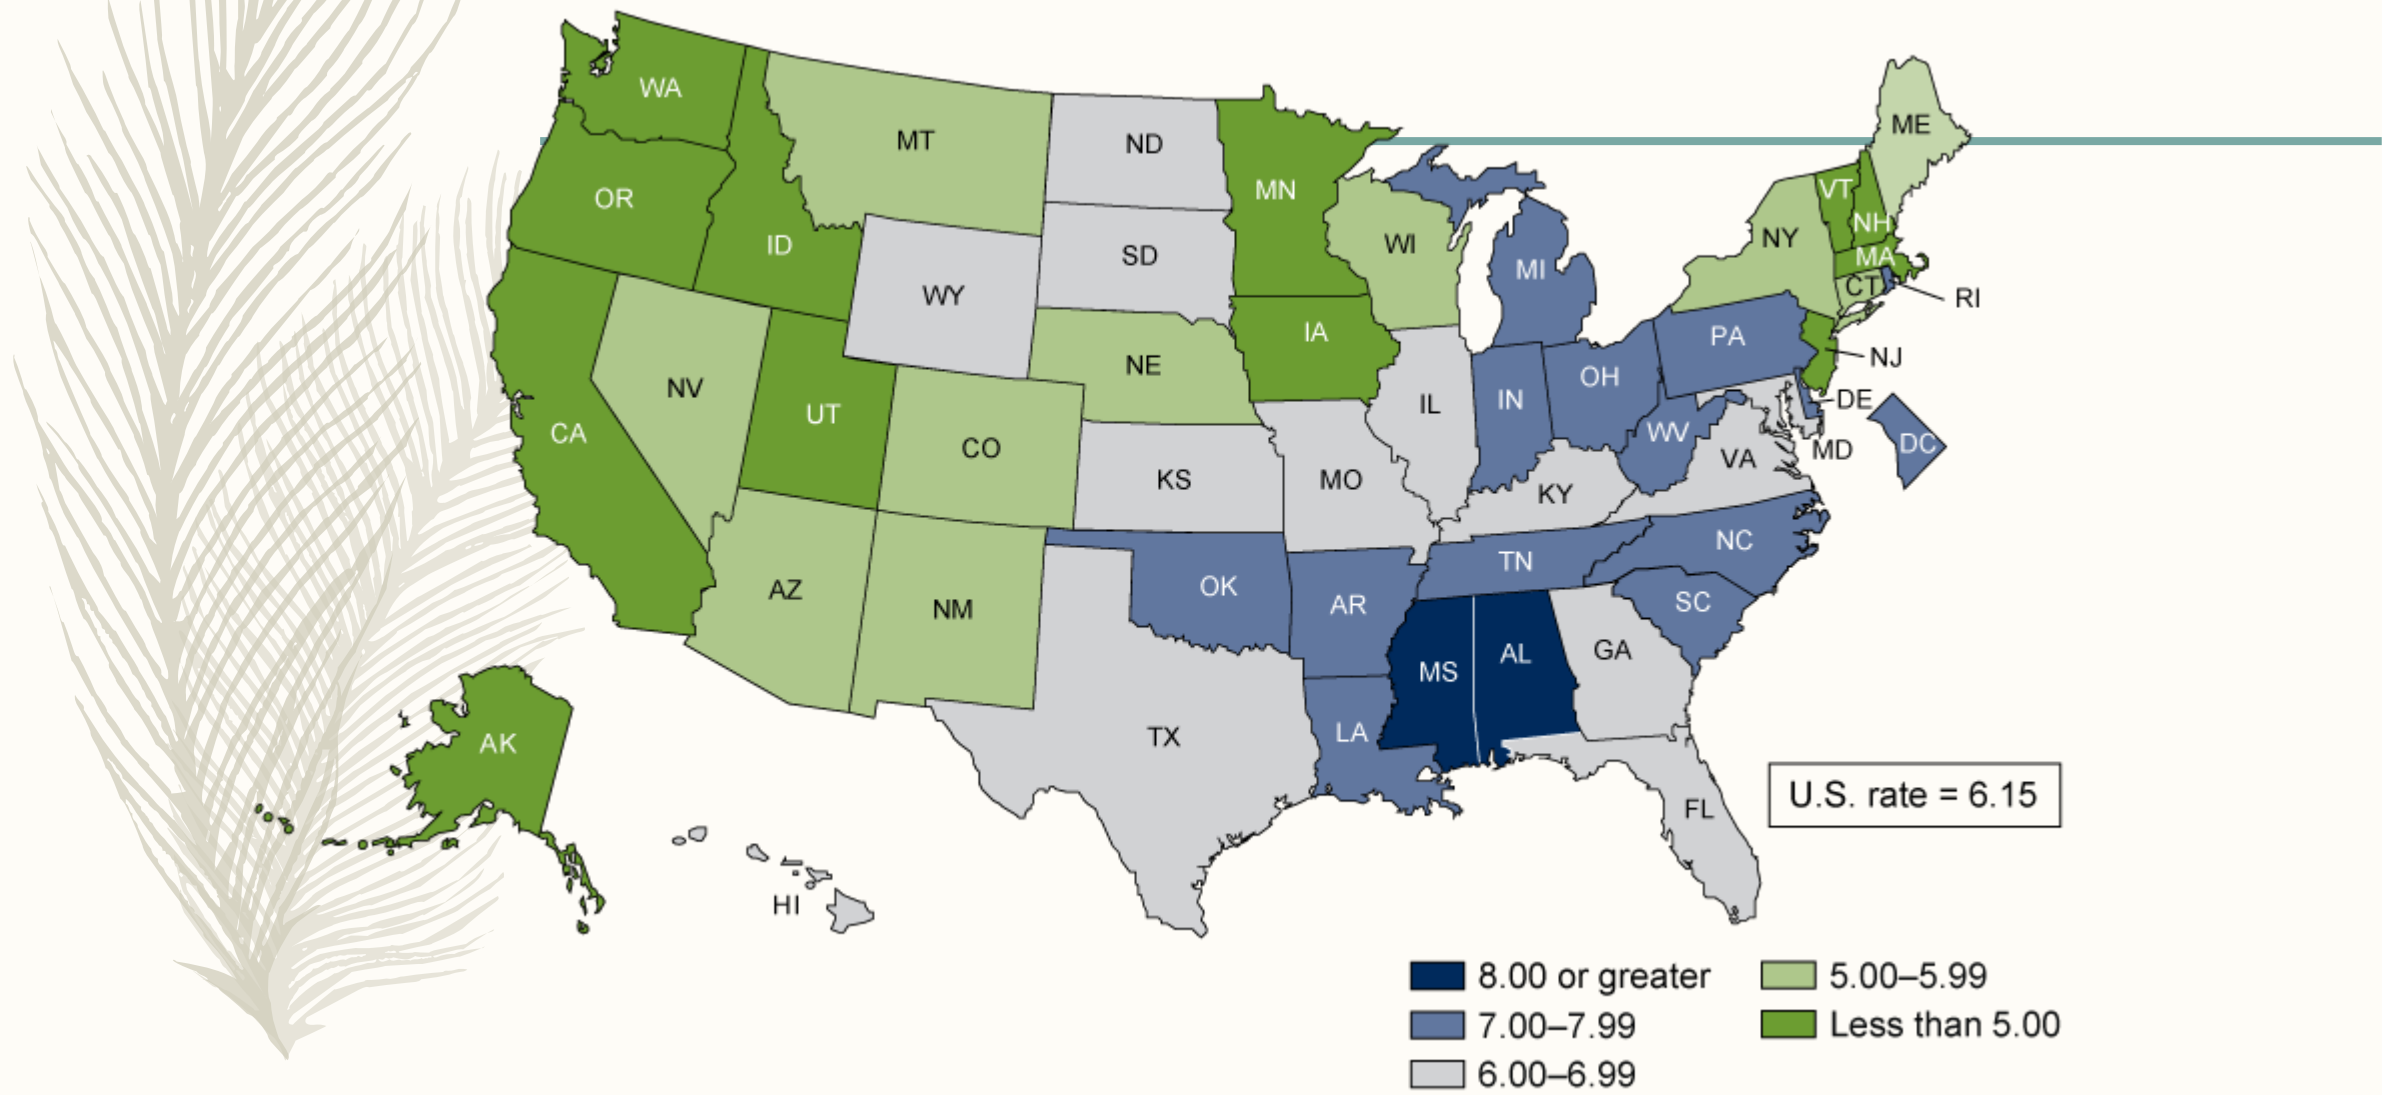 WA
MT
ND
MN
ME
OR
ID
SD
WI
MI
NY
VT
NH
MA
CT
RI
WY
IA
NE
PA
NJ
NV
UT
CO
IL
IN
OH
DE
CA
KS
MO
KY
WV
VA
MD
DC
AZ
NM
OK
AR
TN
NC
SC
MS
AL
GA
TX
LA
AK
FL
HI
U.S. rate = 6.15
8.00 or greater
7.00–7.99
6.00–6.99
5.00–5.99
Less than 5.00